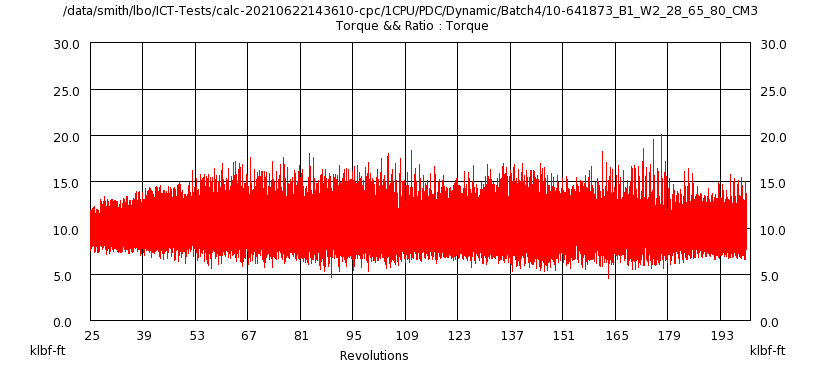 /data/smith/lbo/ICT-Tests/calc-20210622143610-cpc/1CPU/PDC/Dynamic/Batch4/10-641873_B1_W2_28_65_80_CM3
Torque && Ratio : Torque
30.0 30.0
25.0 25.0
20.0 20.0
15.0 15.0
10.0 10.0
5.0 5.0
0.0 0.0
25 39 53 67 81 95 109 123 137 151 165 179 193
klbf-ft Revolutions klbf-ft